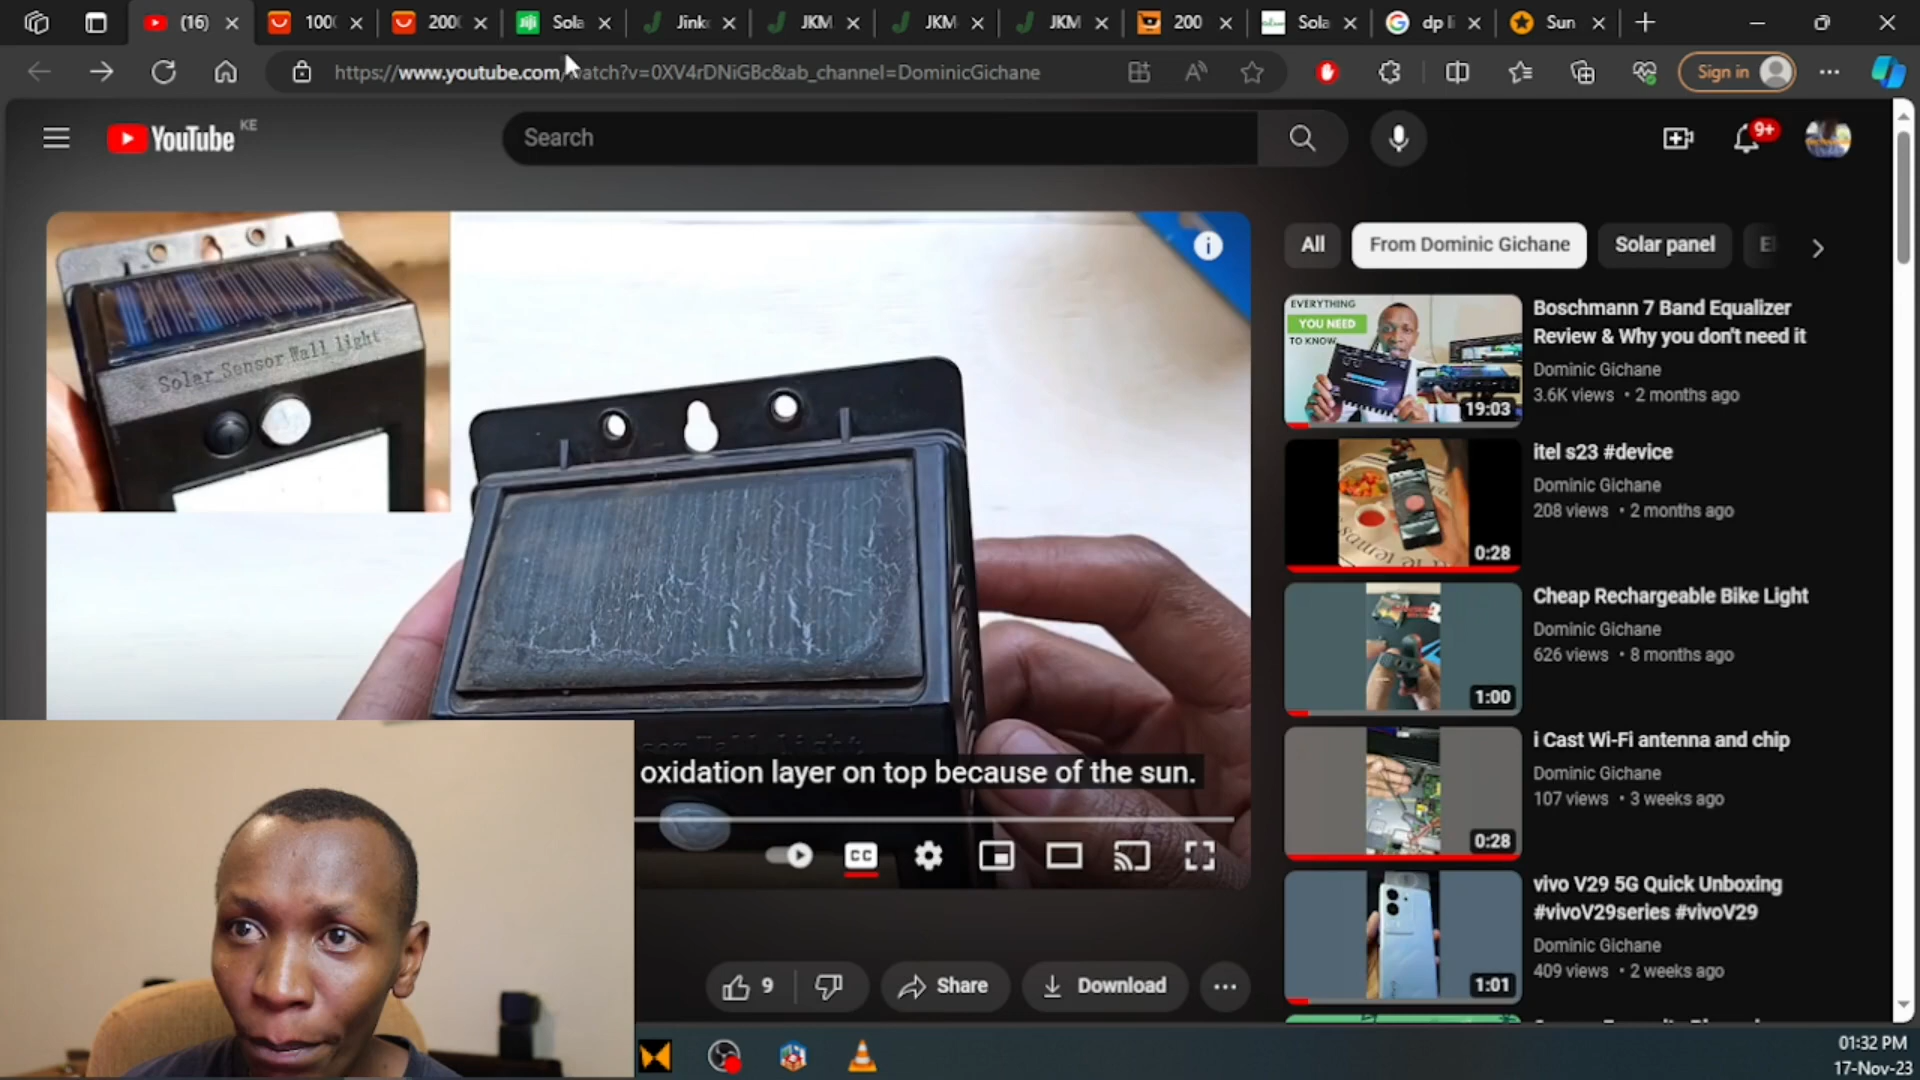 (16)
100
200
Sola
Jink
JKM
JKM
JKM
200
Sola
dp li
Sun
https://www.youtube.com/watch?v=0XV4rDNiGBc&ab_channel=DominicGichane
Sign in
YouTube KE
Search
9+
All
From Dominic Gichane
Solar panel
Solar Sensor Wall light
EVERYTHING
YOU NEED
TO KNOW
19:03
Boschmann 7 Band Equalizer
Review & Why you don't need it
Dominic Gichane
3.6K views • 2 months ago
0:28
itel s23 #device
Dominic Gichane
208 views • 2 months ago
1:00
Cheap Rechargeable Bike Light
Dominic Gichane
626 views • 8 months ago
0:28
i Cast Wi-Fi antenna and chip
Dominic Gichane
107 views • 3 weeks ago
1:01
vivo V29 5G Quick Unboxing
#vivoV29series #vivoV29
Dominic Gichane
409 views • 2 weeks ago
oxidation layer on top because of the sun.
CC
9
Share
Download
01:32 PM
17-Nov-23